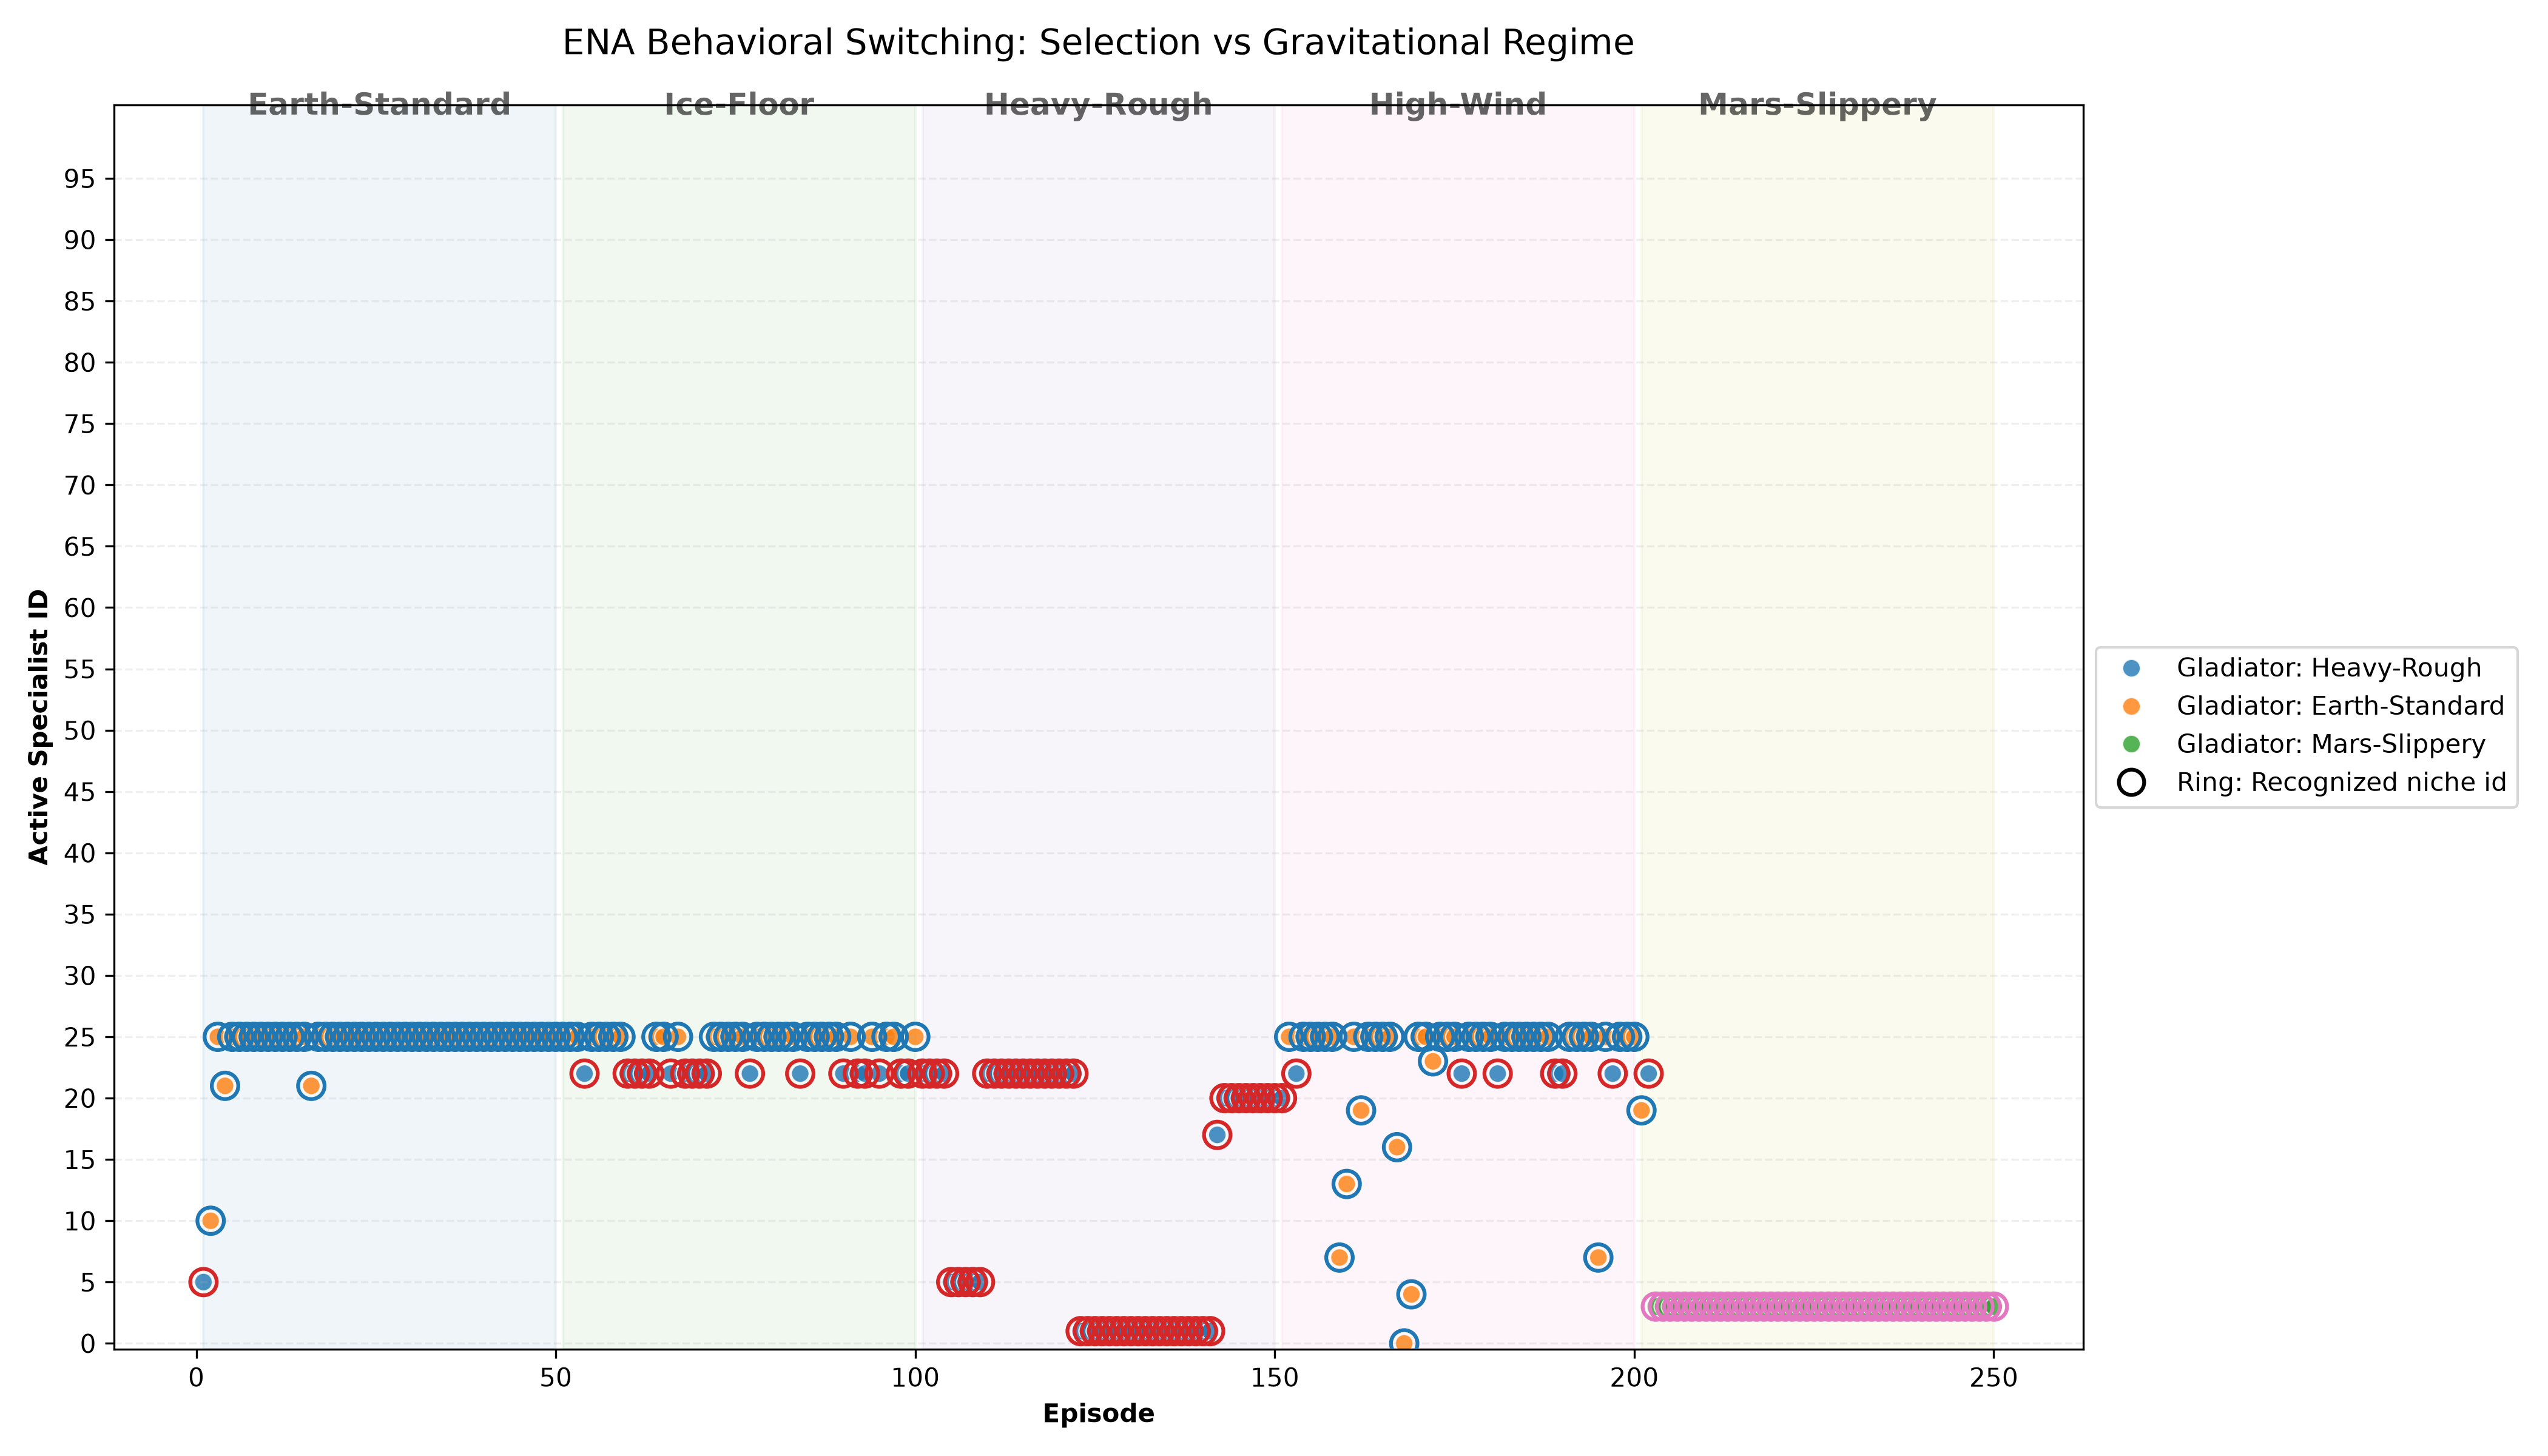 ENA Behavioral Switching: Selection vs Gravitational Regime
Earth-Standard
Ice-Floor
Heavy-Rough
High-Wind
Mars-Slippery
95
90
85
80
75
70
65
60
55
50
45
40
35
30
25
20
15
10
5
0
Active Specialist ID
0
50
100
150
200
250
Episode
Gladiator: Heavy-Rough
Gladiator: Earth-Standard
Gladiator: Mars-Slippery
Ring: Recognized niche id